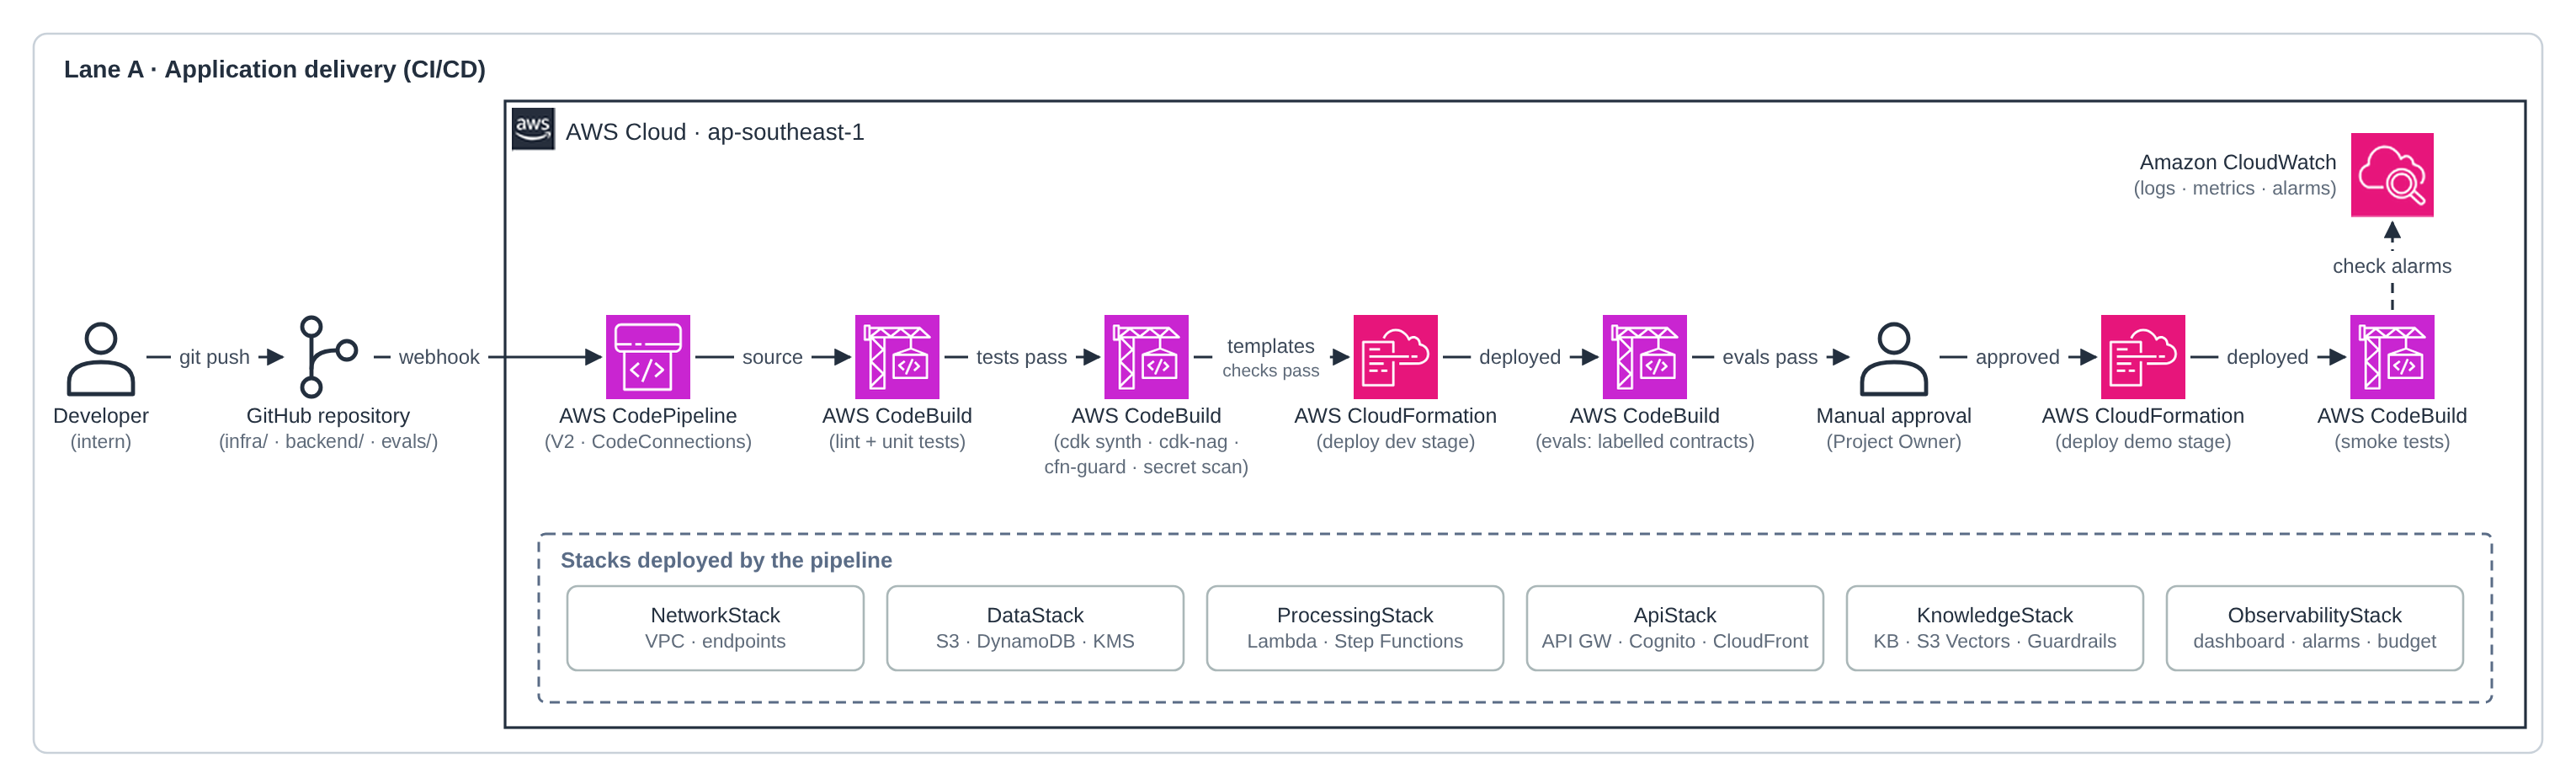 Lane A · Application delivery (CI/CD)
aws
AWS Cloud · ap-southeast-1
Amazon CloudWatch
(logs · metrics · alarms)
check alarms
git push
webhook
source
tests pass
templates
checks pass
deployed
evals pass
approved
deployed
Developer
(intern)
GitHub repository
(infra/ · backend/ · evals/)
AWS CodePipeline
(V2 · CodeConnections)
AWS CodeBuild
(lint + unit tests)
AWS CodeBuild
(cdk synth · cdk-nag ·
cfn-guard · secret scan)
AWS CloudFormation
(deploy dev stage)
AWS CodeBuild
(evals: labelled contracts)
Manual approval
(Project Owner)
AWS CloudFormation
(deploy demo stage)
AWS CodeBuild
(smoke tests)
Stacks deployed by the pipeline
NetworkStack
VPC · endpoints
DataStack
S3 · DynamoDB · KMS
ProcessingStack
Lambda · Step Functions
ApiStack
API GW · Cognito · CloudFront
KnowledgeStack
KB · S3 Vectors · Guardrails
ObservabilityStack
dashboard · alarms · budget